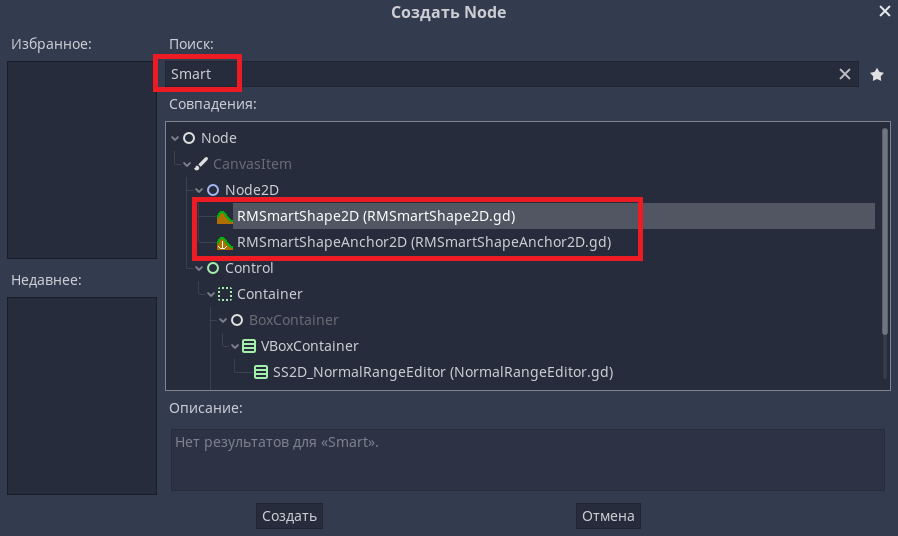 Создать Node
Избранное:
Поиск:
Smart
Совпадения:
Node
CanvasItem
Node2D
RMSmartShape2D (RMSmartShape2D.gd)
RMSmartShapeAnchor2D (RMSmartShapeAnchor2D.gd)
Control
Недавнее:
Container
BoxContainer
VBoxContainer
SS2D_NormalRangeEditor (NormalRangeEditor.gd)
Описание:
Нет результатов для «Smart».
Создать
Отмена